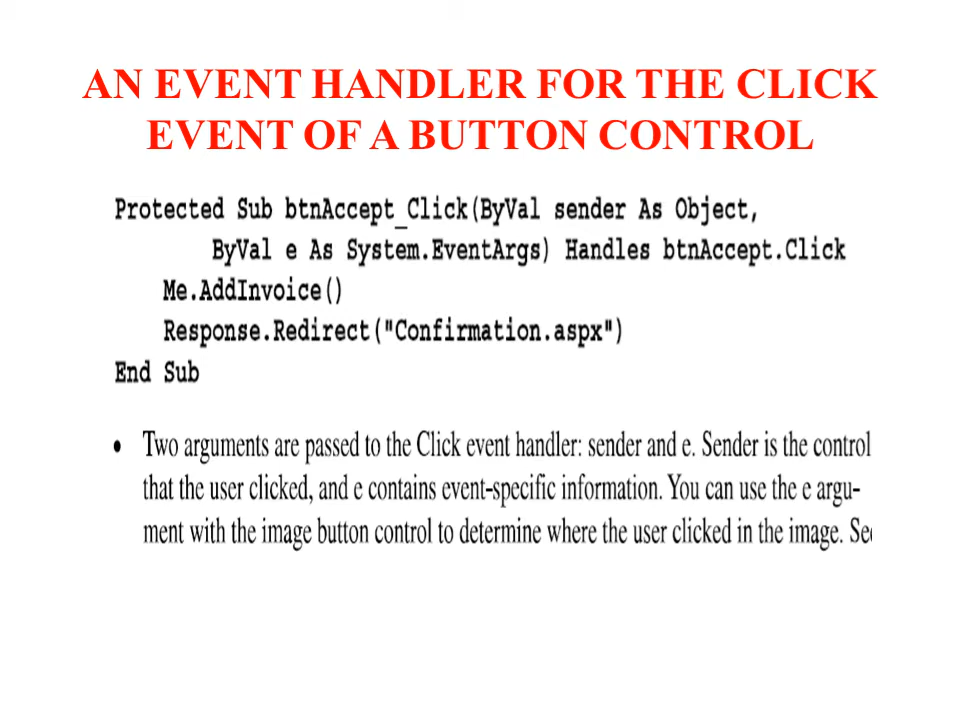 AN EVENT HANDLER FOR THE CLICK
EVENT OF A BUTTON CONTROL
Protected Sub btnAccept_Click(ByVal sender As Object,
ByVal e As System.EventArgs) Handles btnAccept.Click
Me.AddInvoice()
Response.Redirect("Confirmation.aspx")
End Sub
• Two arguments are passed to the Click event handler: sender and e. Sender is the control
that the user clicked, and e contains event-specific information. You can use the e argu-
ment with the image button control to determine where the user clicked in the image.